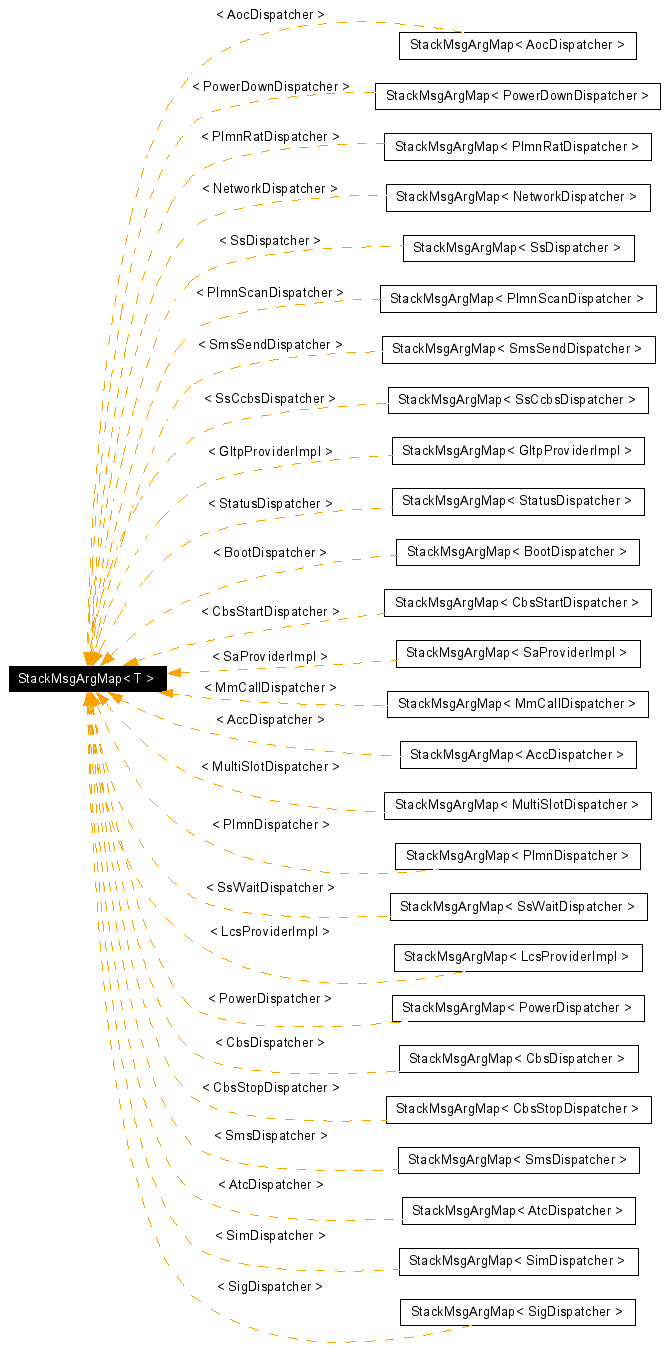 < AocDispatcher >
StackMsgArgMap< AocDispatcher >
< PowerDownDispatcher >
StackMsgArgMap< PowerDownDispatcher >
< PlmnRatDispatcher >
StackMsgArgMap< PlmnRatDispatcher >
< NetworkDispatcher >
StackMsgArgMap< NetworkDispatcher >
< SsDispatcher >
StackMsgArgMap< SsDispatcher >
< PlmnScanDispatcher >
StackMsgArgMap< PlmnScanDispatcher >
< SmsSendDispatcher >
StackMsgArgMap< SmsSendDispatcher >
< SsCcbsDispatcher >
StackMsgArgMap< SsCcbsDispatcher >
< GltpProviderImpl >
StackMsgArgMap< GltpProviderImpl >
< StatusDispatcher >
StackMsgArgMap< StatusDispatcher >
< BootDispatcher >
StackMsgArgMap< BootDispatcher >
< CbsStartDispatcher >
StackMsgArgMap< CbsStartDispatcher >
< SaProviderImpl >
StackMsgArgMap< SaProviderImpl >
StackMsgArgMap< T >
< MmCallDispatcher >
StackMsgArgMap< MmCallDispatcher >
< AccDispatcher >
StackMsgArgMap< AccDispatcher >
< MultiSlotDispatcher >
StackMsgArgMap< MultiSlotDispatcher >
< PlmnDispatcher >
StackMsgArgMap< PlmnDispatcher >
< SsWaitDispatcher >
StackMsgArgMap< SsWaitDispatcher >
< LcsProviderImpl >
StackMsgArgMap< LcsProviderImpl >
< PowerDispatcher >
StackMsgArgMap< PowerDispatcher >
< CbsDispatcher >
StackMsgArgMap< CbsDispatcher >
< CbsStopDispatcher >
StackMsgArgMap< CbsStopDispatcher >
< SmsDispatcher >
StackMsgArgMap< SmsDispatcher >
< AtcDispatcher >
StackMsgArgMap< AtcDispatcher >
< SimDispatcher >
StackMsgArgMap< SimDispatcher >
< SigDispatcher >
StackMsgArgMap< SigDispatcher >